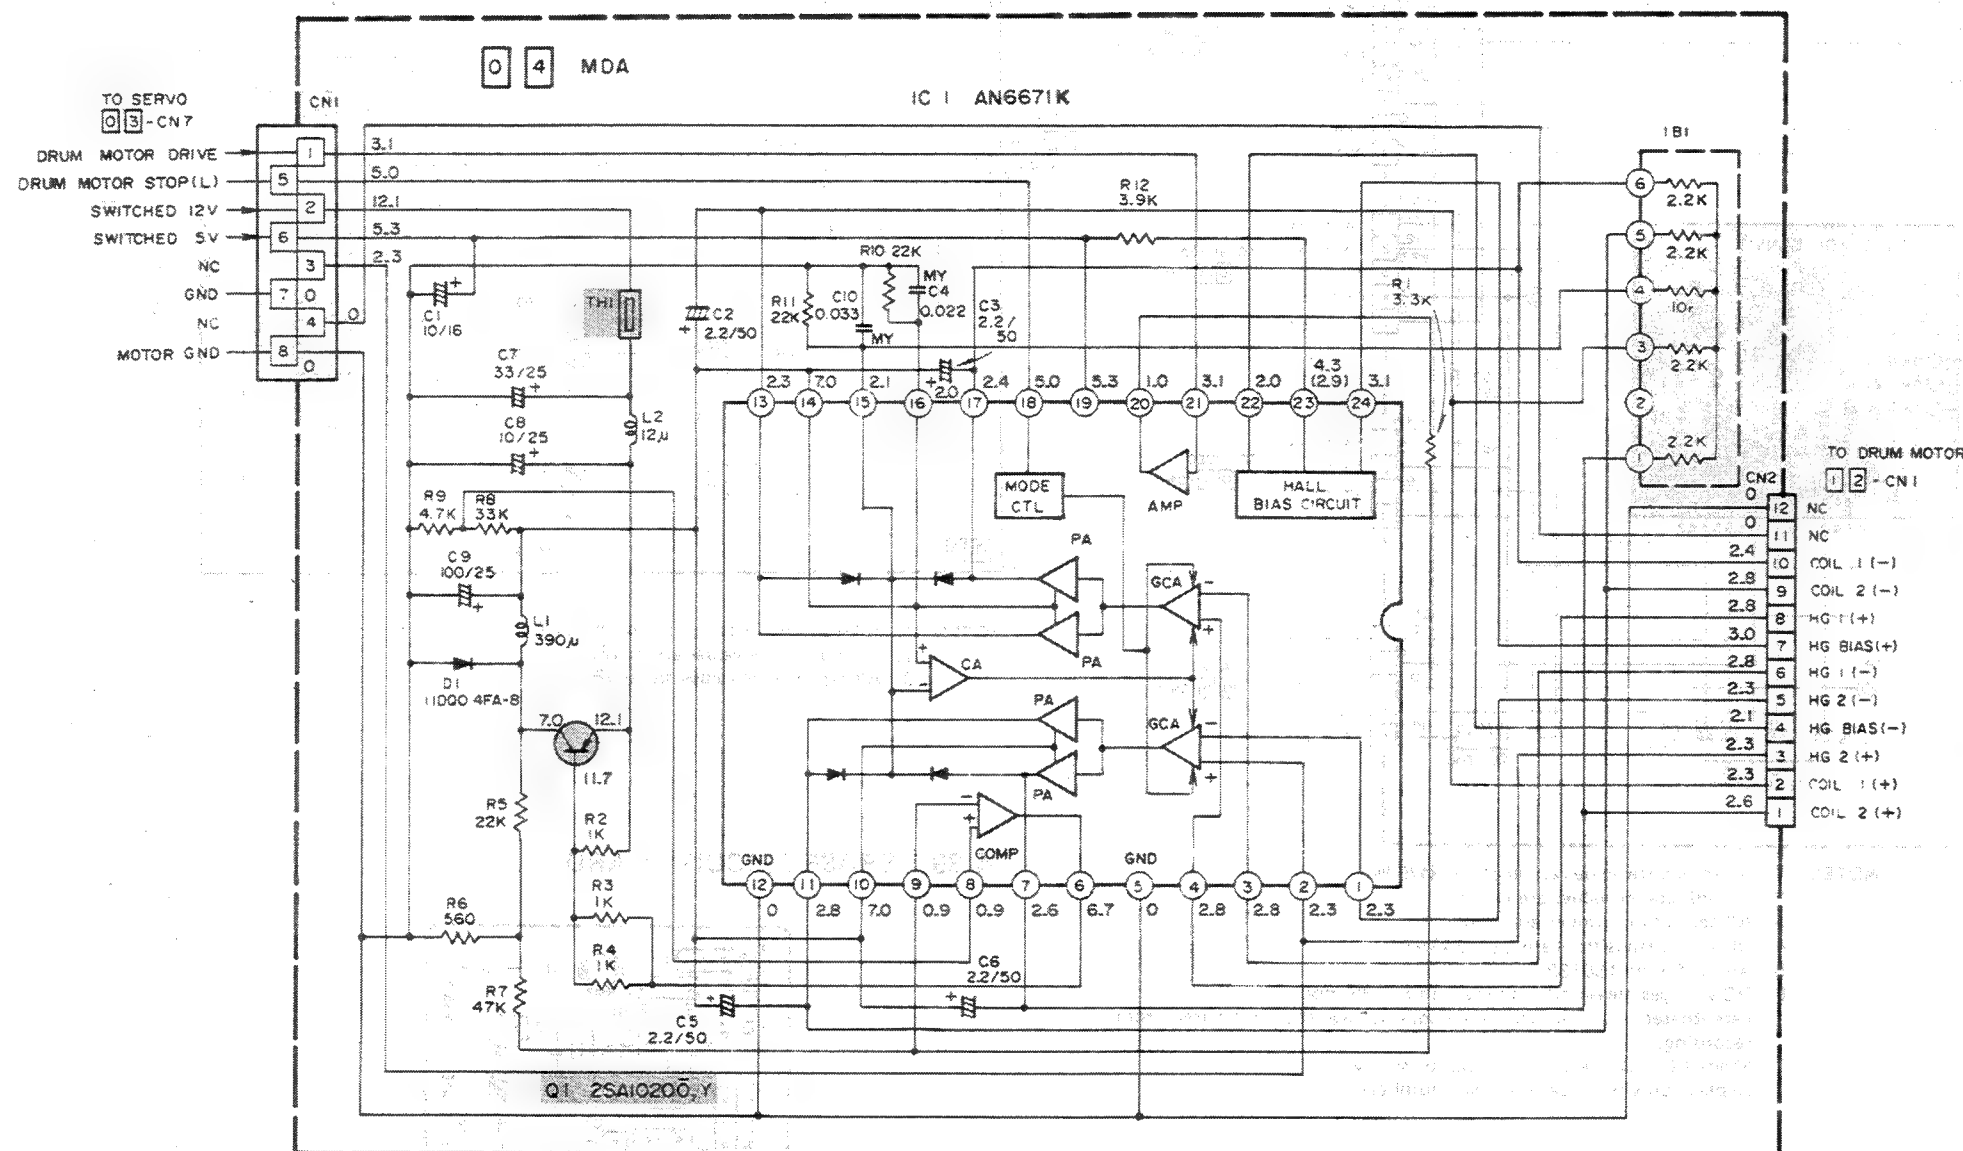 0 4 MDA
IC 1 AN6671K
TO SERVO
0 3 -CN7
CN1
DRUM MOTOR DRIVE 1 3.1
DRUM MOTOR STOP(L) 5 5.0
SWITCHED 12V 2 12.1
SWITCHED 5V 6 5.3
NC 3 2.3
GND 7 0
NC 4 0
MOTOR GND 8 0
C1
10/16
TH1
C7
33/25
C8
10/25
L2
12μ
R9
4.7K
R8
33K
C9
100/25
L1
390μ
D1
11DQ0 4FA-8
7.0 12.1
11.7
R5
22K
R2
1K
R3
1K
R4
1K
R6
560
R7
47K
Q1 2SA1020O,Y
C2
2.2/50
R11
22K
C10
0.033
MY
R10 22K
MY
C4
0.022
C3
2.2/
50
R12
3.9K
R1
3.3K
2.3 7.0 2.1 2.0 2.4 5.0 5.3 1.0 3.1 2.0 4.3 (2.9) 3.1
13 14 15 16 17 18 19 20 21 22 23 24
MODE
CTL
AMP
HALL
BIAS CIRCUIT
PA
GCA
- +
PA
CA
+ -
PA
GCA
- +
PA
COMP
- +
GND GND
12 11 10 9 8 7 6 5 4 3 2 1
0 2.8 7.0 0.9 0.9 2.6 6.7 0 2.8 2.8 2.3 2.3
C6
2.2/50
C5
2.2/50
1B1
6 2.2K
5 2.2K
4
3 2.2K
2
1 2.2K
TO DRUM MOTOR
1 2 -CN1
CN2
0 12 NC
0 11 NC
2.4 10 COIL 1(-)
2.8 9 COIL 2(-)
2.8 8 HG 1(+)
3.0 7 HG BIAS(+)
2.8 6 HG 1(-)
2.3 5 HG 2(-)
2.1 4 HG BIAS(-)
2.3 3 HG 2(+)
2.3 2 COIL 1(+)
2.6 1 COIL 2(+)